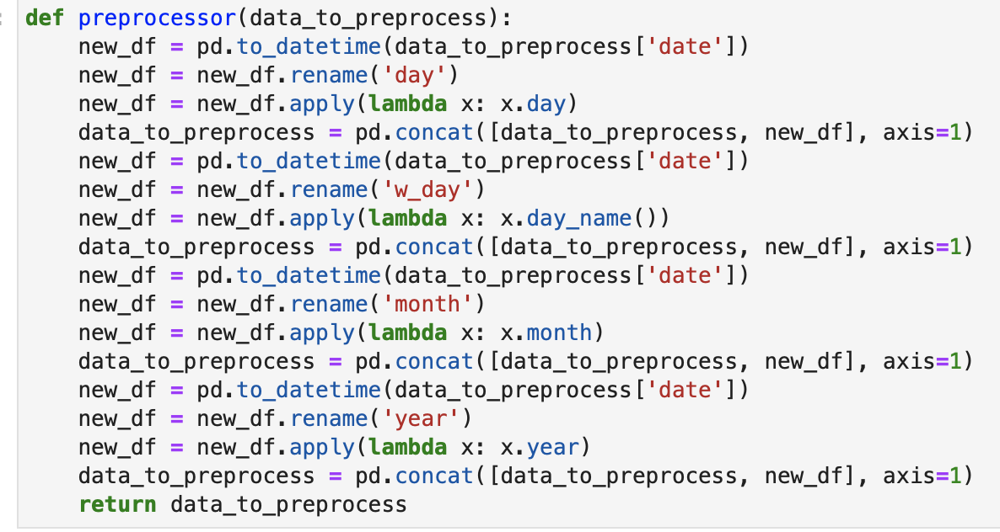 def preprocessor(data_to_preprocess):
    new_df = pd.to_datetime(data_to_preprocess['date'])
    new_df = new_df.rename('day')
    new_df = new_df.apply(lambda x: x.day)
    data_to_preprocess = pd.concat([data_to_preprocess, new_df], axis=1)
    new_df = pd.to_datetime(data_to_preprocess['date'])
    new_df = new_df.rename('w_day')
    new_df = new_df.apply(lambda x: x.day_name())
    data_to_preprocess = pd.concat([data_to_preprocess, new_df], axis=1)
    new_df = pd.to_datetime(data_to_preprocess['date'])
    new_df = new_df.rename('month')
    new_df = new_df.apply(lambda x: x.month)
    data_to_preprocess = pd.concat([data_to_preprocess, new_df], axis=1)
    new_df = pd.to_datetime(data_to_preprocess['date'])
    new_df = new_df.rename('year')
    new_df = new_df.apply(lambda x: x.year)
    data_to_preprocess = pd.concat([data_to_preprocess, new_df], axis=1)
    return data_to_preprocess